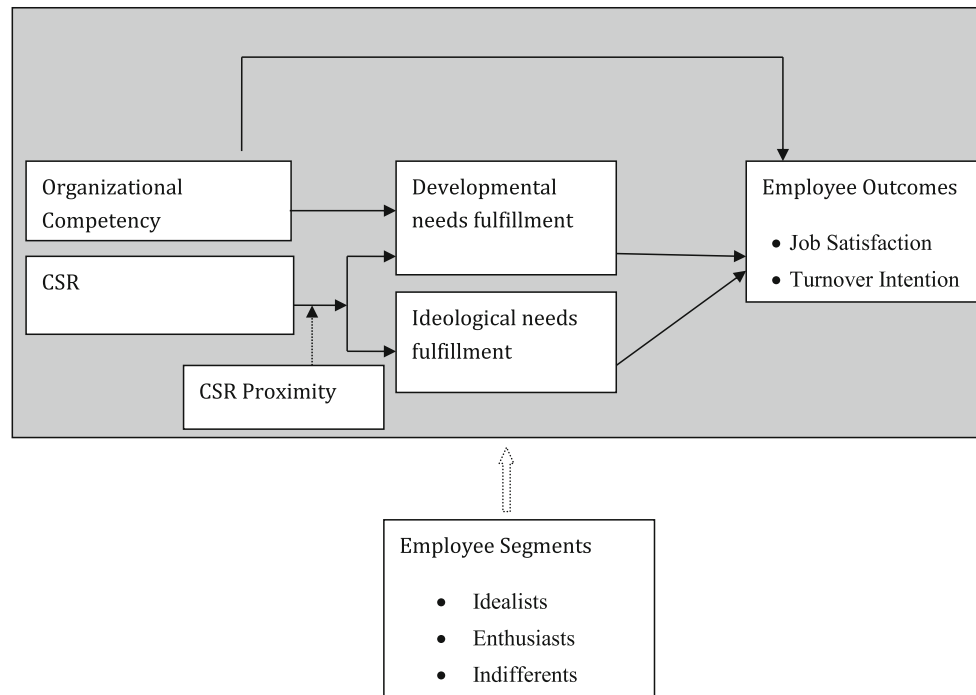 Organizational
Competency
Developmental
needs fulfillment
Employee Outcomes
• Job Satisfaction
• Turnover Intention
CSR
Ideological needs
fulfillment
CSR Proximity
Employee Segments
• Idealists
• Enthusiasts
• Indifferents